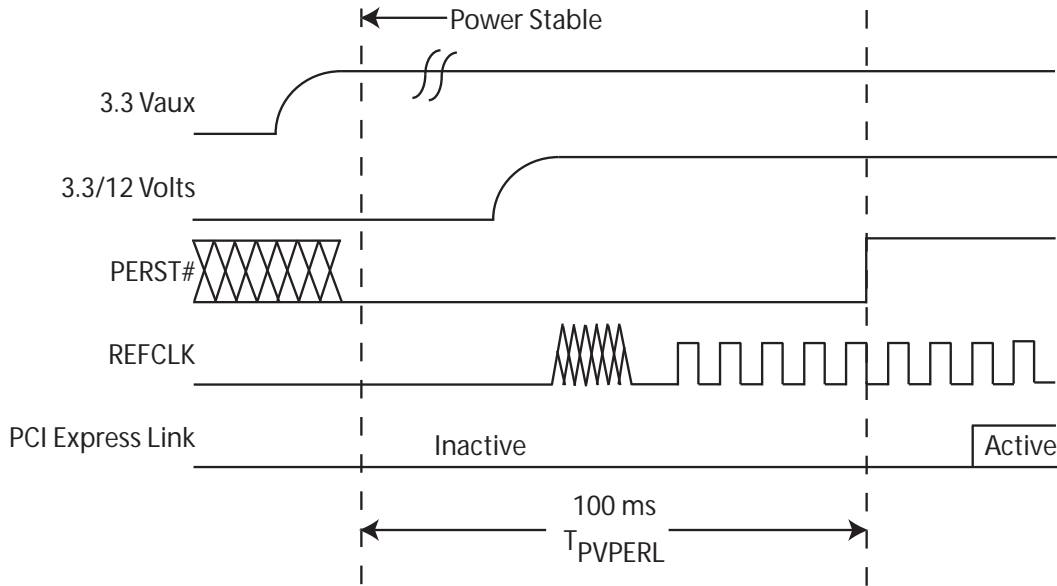 Power Stable
3.3 Vaux
3.3/12 Volts
PERST#
REFCLK
PCI Express Link
Inactive
Active
100 ms
TPVPERL